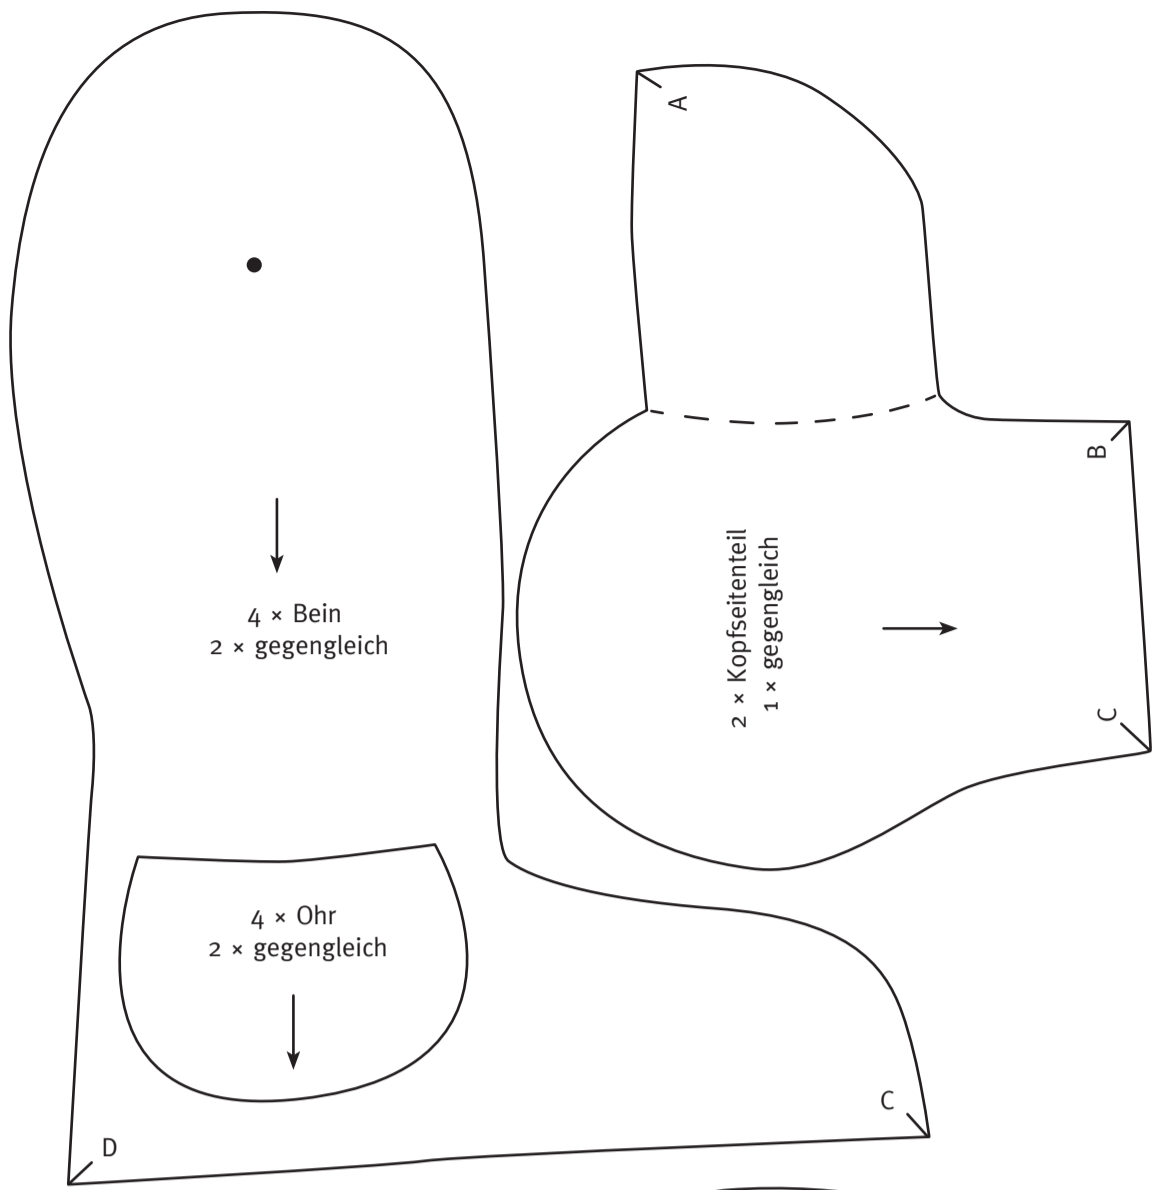 A
B
2 × Kopfseitenteil
1 × gegengleich
C
4 × Bein
2 × gegengleich
4 × Ohr
2 × gegengleich
C
D